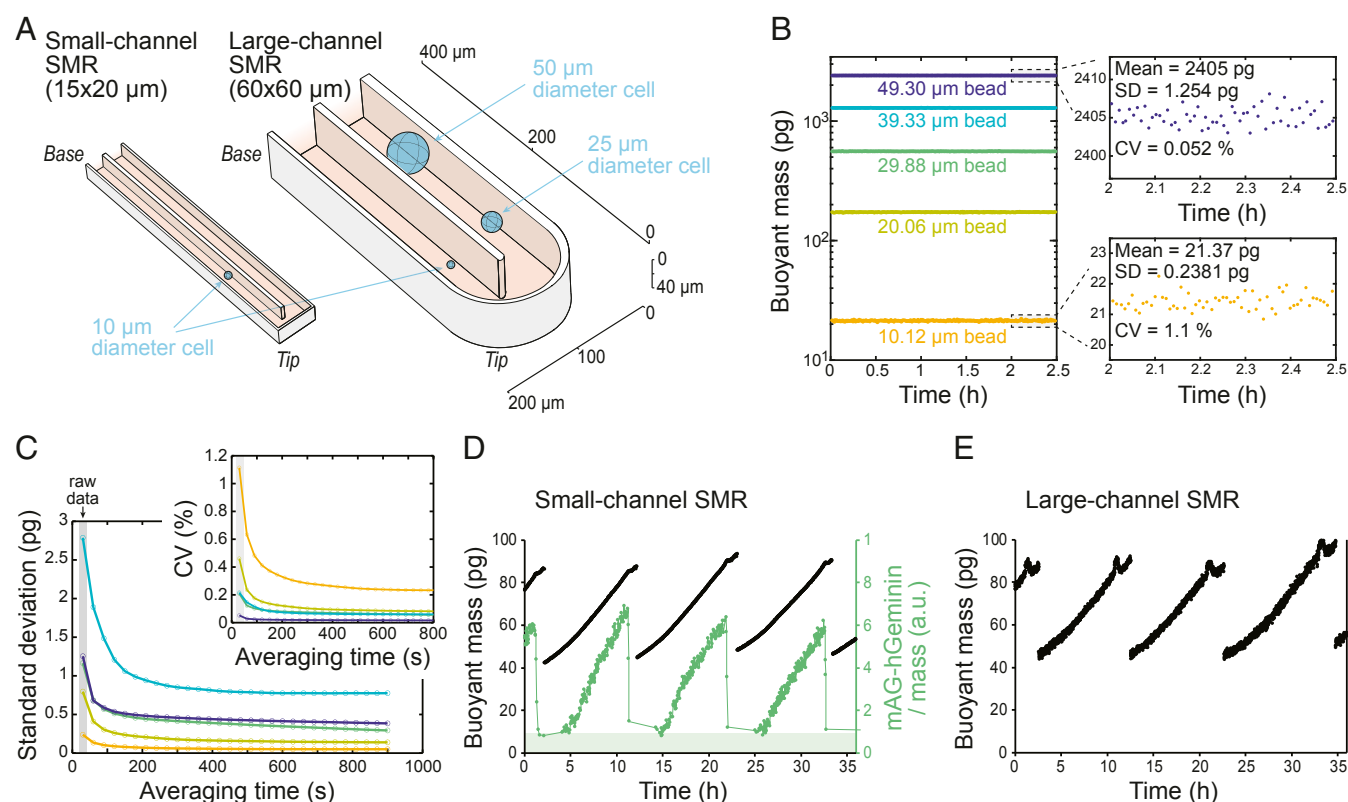 A
Small-channel
SMR
(15x20 µm)
Large-channel
SMR
(60x60 µm)
400 µm
50 µm
diameter cell
200
25 µm
diameter cell
Base
Base
0
0
40 µm
0
10 µm
diameter cell
Tip
Tip
100
200 µm
B
Buoyant mass (pg)
10³
10²
10¹
49.30 µm bead
39.33 µm bead
29.88 µm bead
20.06 µm bead
10.12 µm bead
0 0.5 1 1.5 2 2.5
Time (h)
2410
2405
2400
Mean = 2405 pg
SD = 1.254 pg
CV = 0.052 %
2 2.1 2.2 2.3 2.4 2.5
Time (h)
23
22
21
20
Mean = 21.37 pg
SD = 0.2381 pg
CV = 1.1 %
2 2.1 2.2 2.3 2.4 2.5
Time (h)
C
raw
data
Standard deviation (pg)
3
2.5
2
1.5
1
0.5
0
0 200 400 600 800 1000
Averaging time (s)
CV (%)
1.2
1
0.8
0.6
0.4
0.2
0
0 200 400 600 800
Averaging time (s)
D
Small-channel SMR
Buoyant mass (pg)
100
80
60
40
20
0
0 5 10 15 20 25 30 35
Time (h)
1
8
6
4
2
1
0
mAG-hGeminin
/ mass (a.u.)
E
Large-channel SMR
Buoyant mass (pg)
100
80
60
40
20
0
0 5 10 15 20 25 30 35
Time (h)